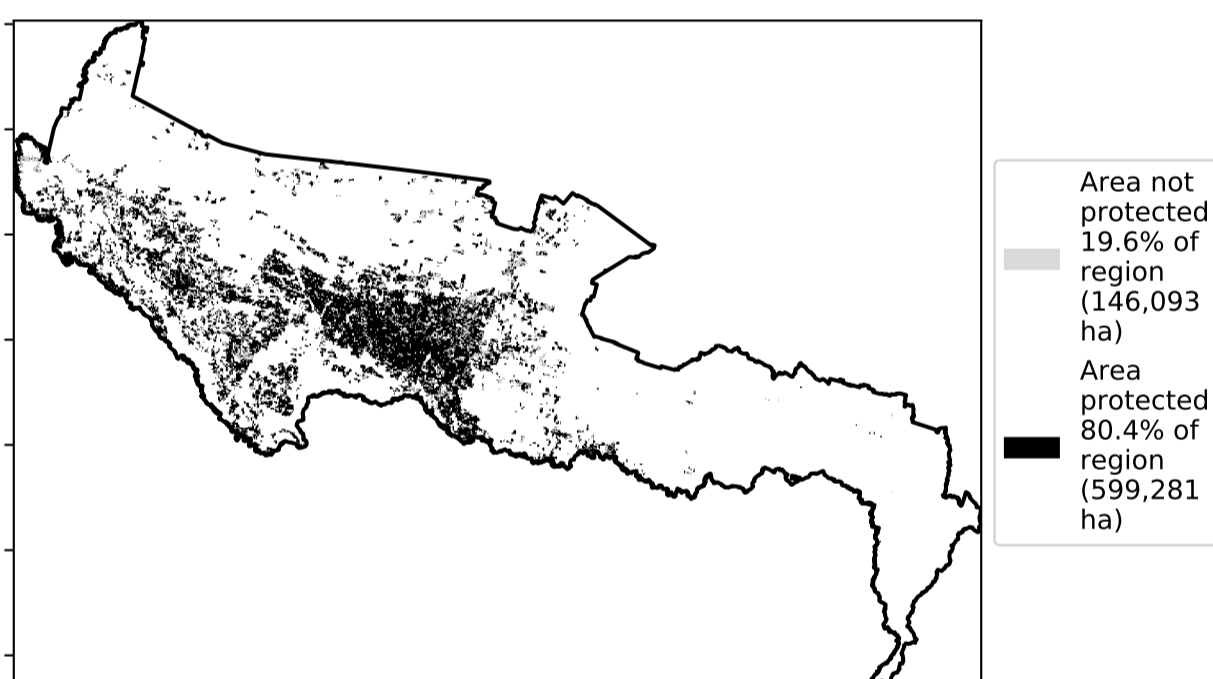 Area not
protected
19.6% of
region
(146,093
ha)
Area
protected
80.4% of
region
(599,281
ha)